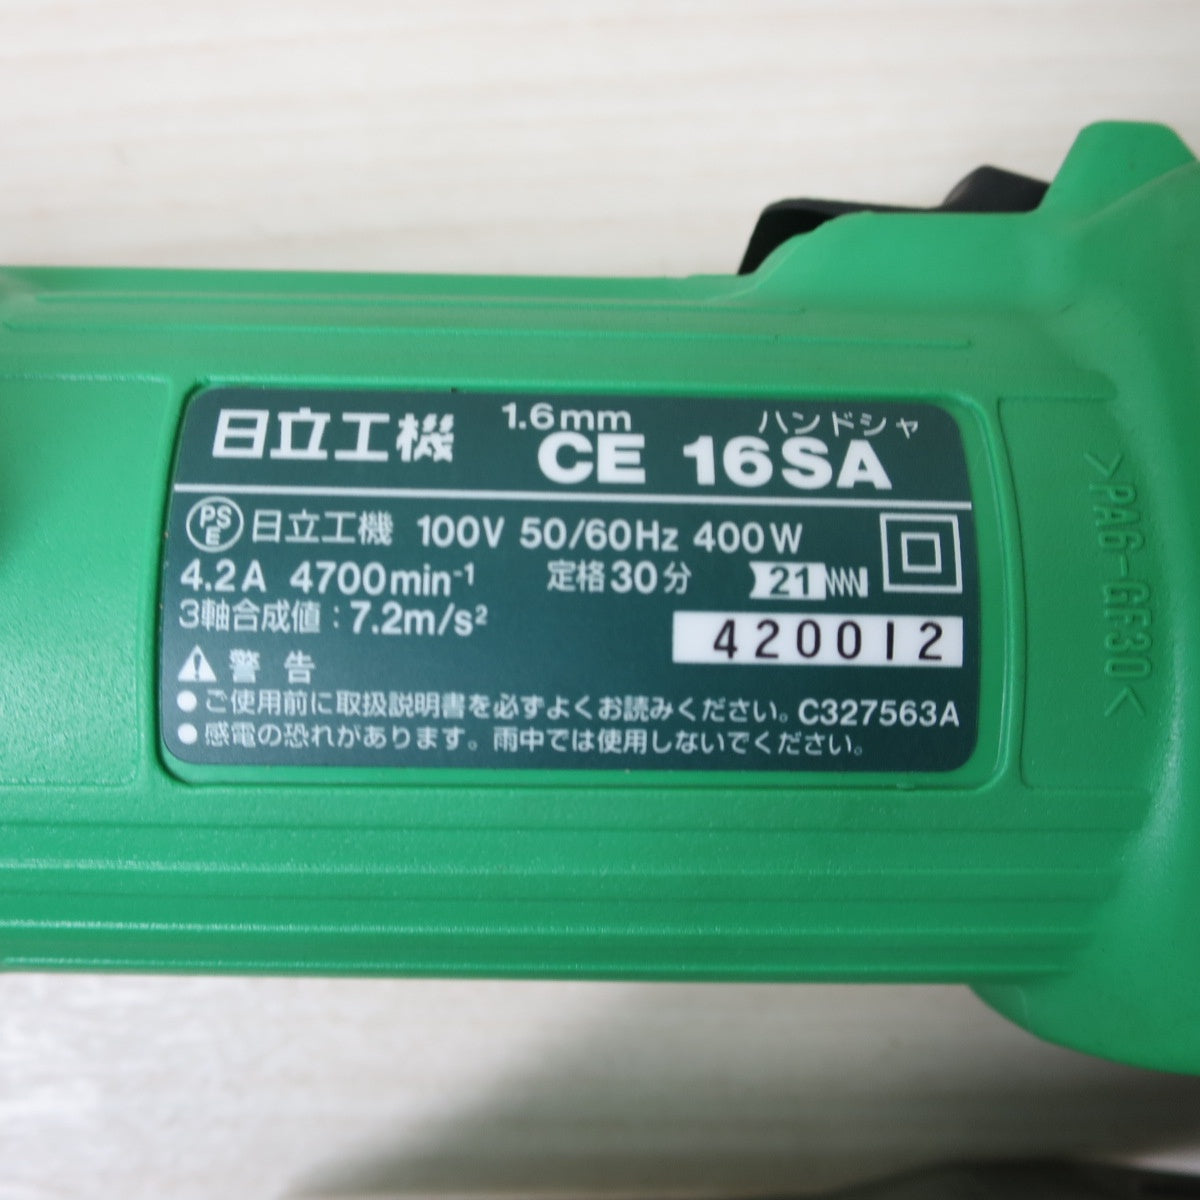 日立工機 1.6mm ハンドシャ
CE 16SA
PSE 日立工機 100V 50/60Hz 400W
4.2A 4700min⁻¹ 定格30分 21
3軸合成値：7.2m/s²
420012
警告
●ご使用前に取扱説明書を必ずよくお読みください。C327563A
●感電の恐れがあります。雨中では使用しないでください。
>PA6-GF30<